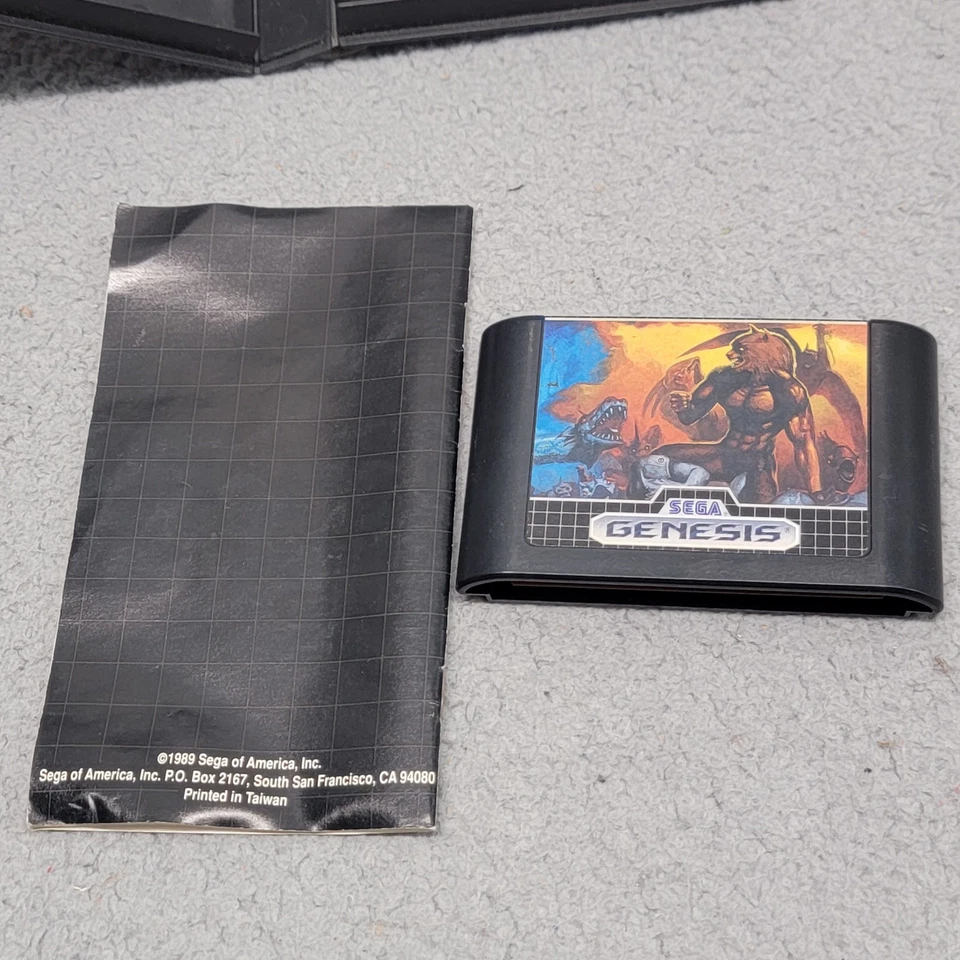 ©1989 Sega of America, Inc.
Sega of America, Inc. P.O. Box 2167, South San Francisco, CA 94080
Printed in Taiwan
SEGA
GENESIS